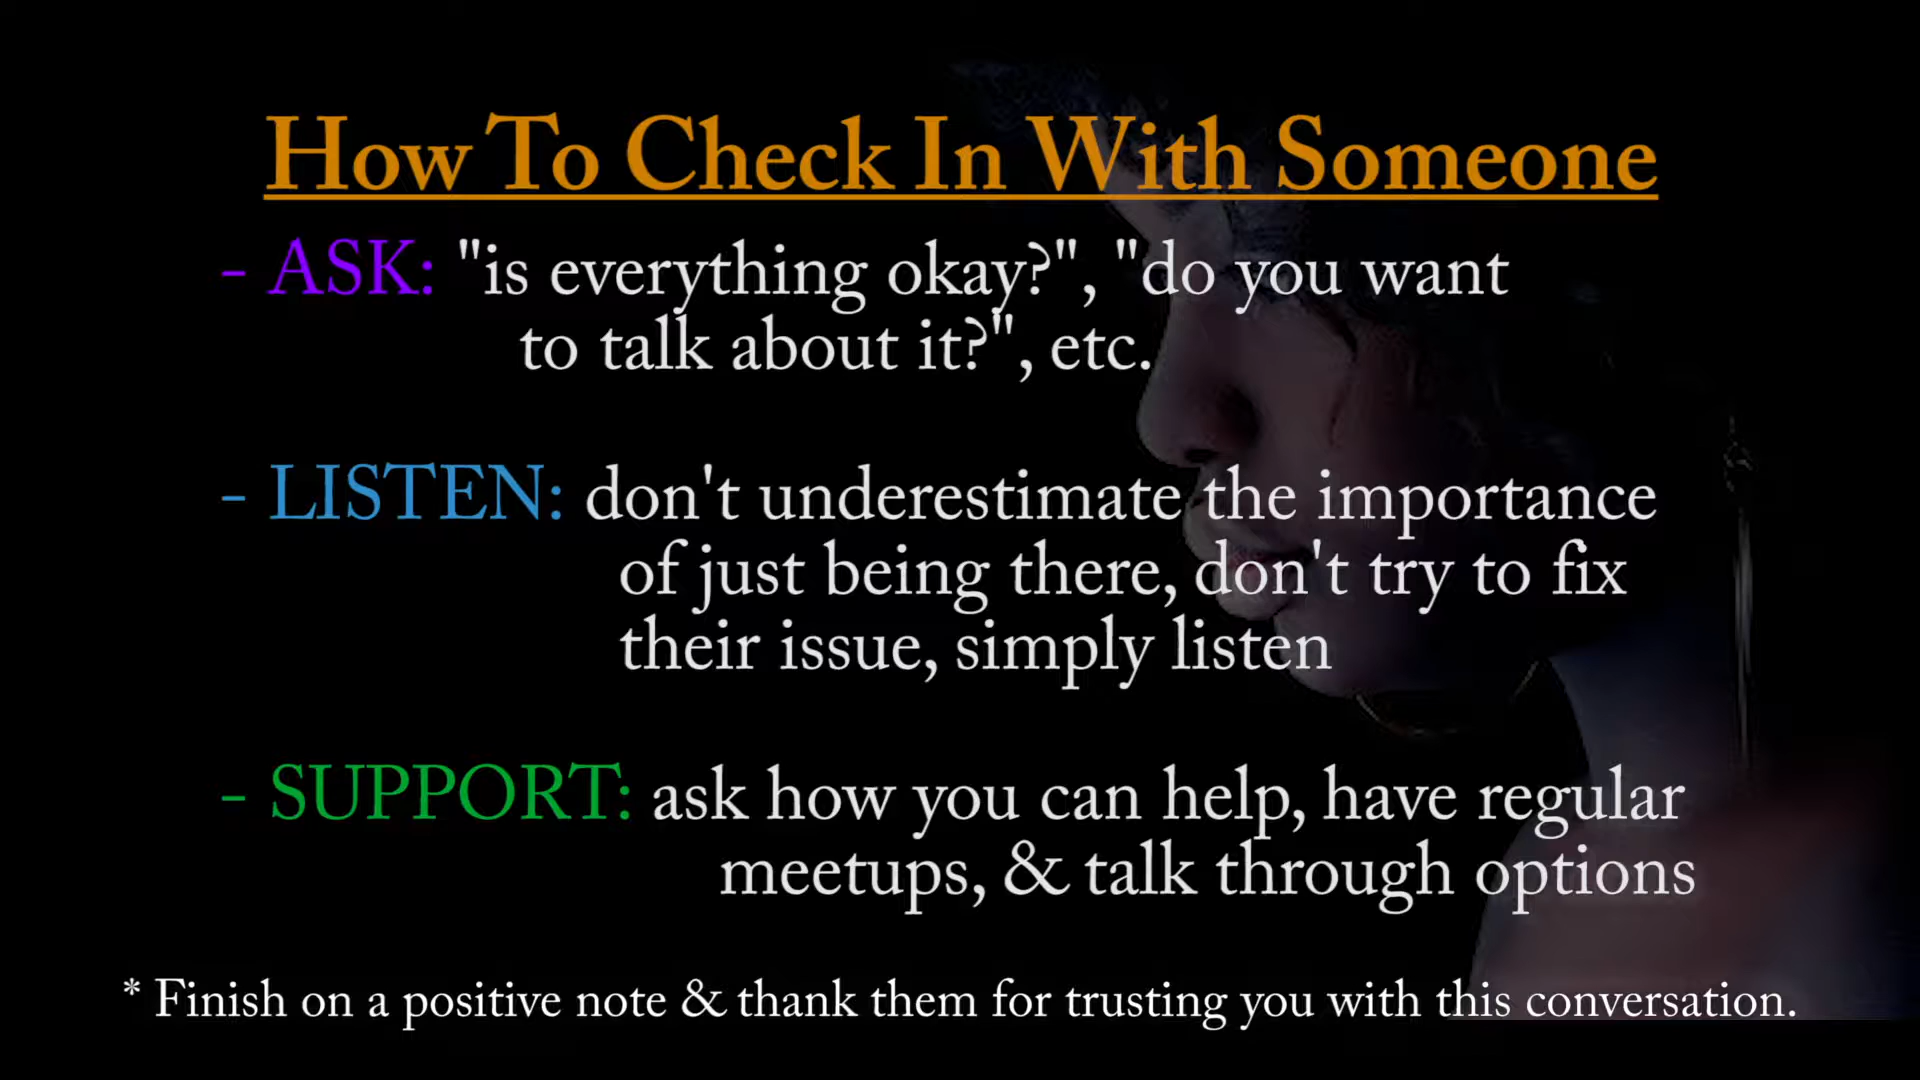 How To Check In With Someone
- ASK: "is everything okay?", "do you want
to talk about it?", etc.
- LISTEN: don't underestimate the importance
of just being there, don't try to fix
their issue, simply listen
- SUPPORT: ask how you can help, have regular
meetups, & talk through options
* Finish on a positive note & thank them for trusting you with this conversation.